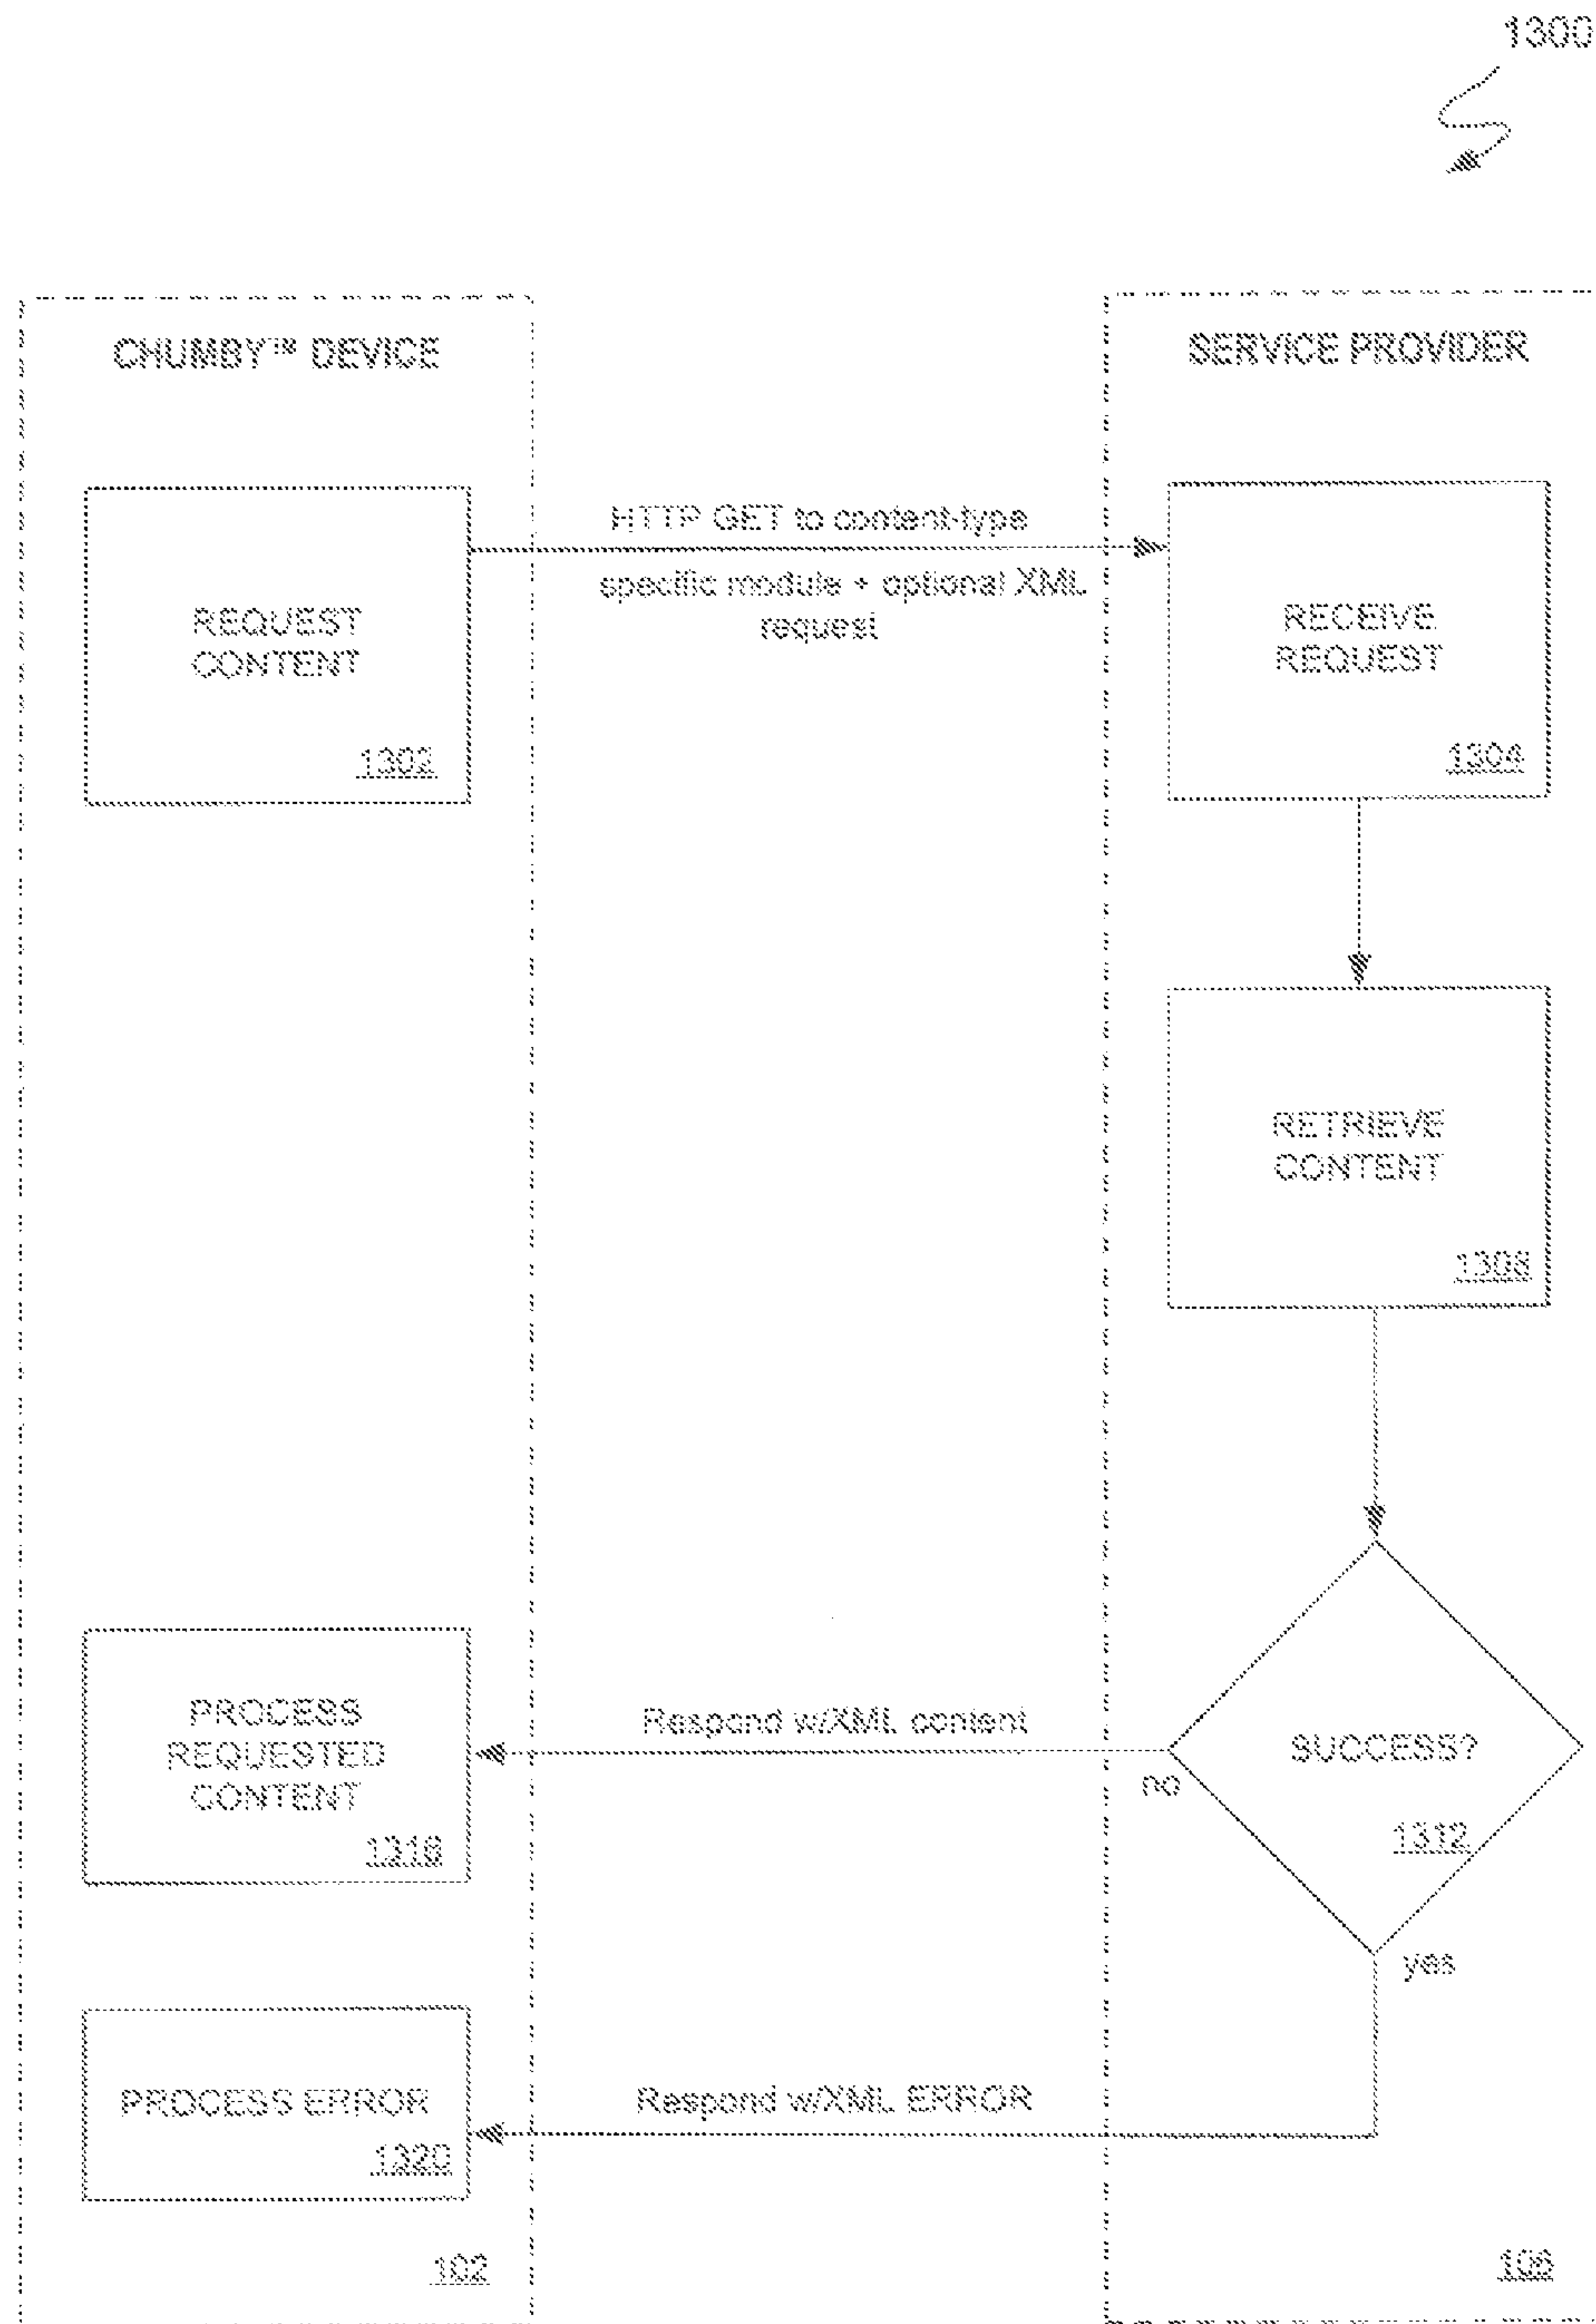 1300
CHUMBY™ DEVICE
SERVICE PROVIDER
REQUEST
CONTENT
1302
HTTP GET to content-type
specific module + optional XML
request
RECEIVE
REQUEST
1304
RETRIEVE
CONTENT
1308
PROCESS
REQUESTED
CONTENT
1316
Respond w/XML content
no
SUCCESS?
1312
yes
PROCESS ERROR
1320
Respond w/XML ERROR
102
106